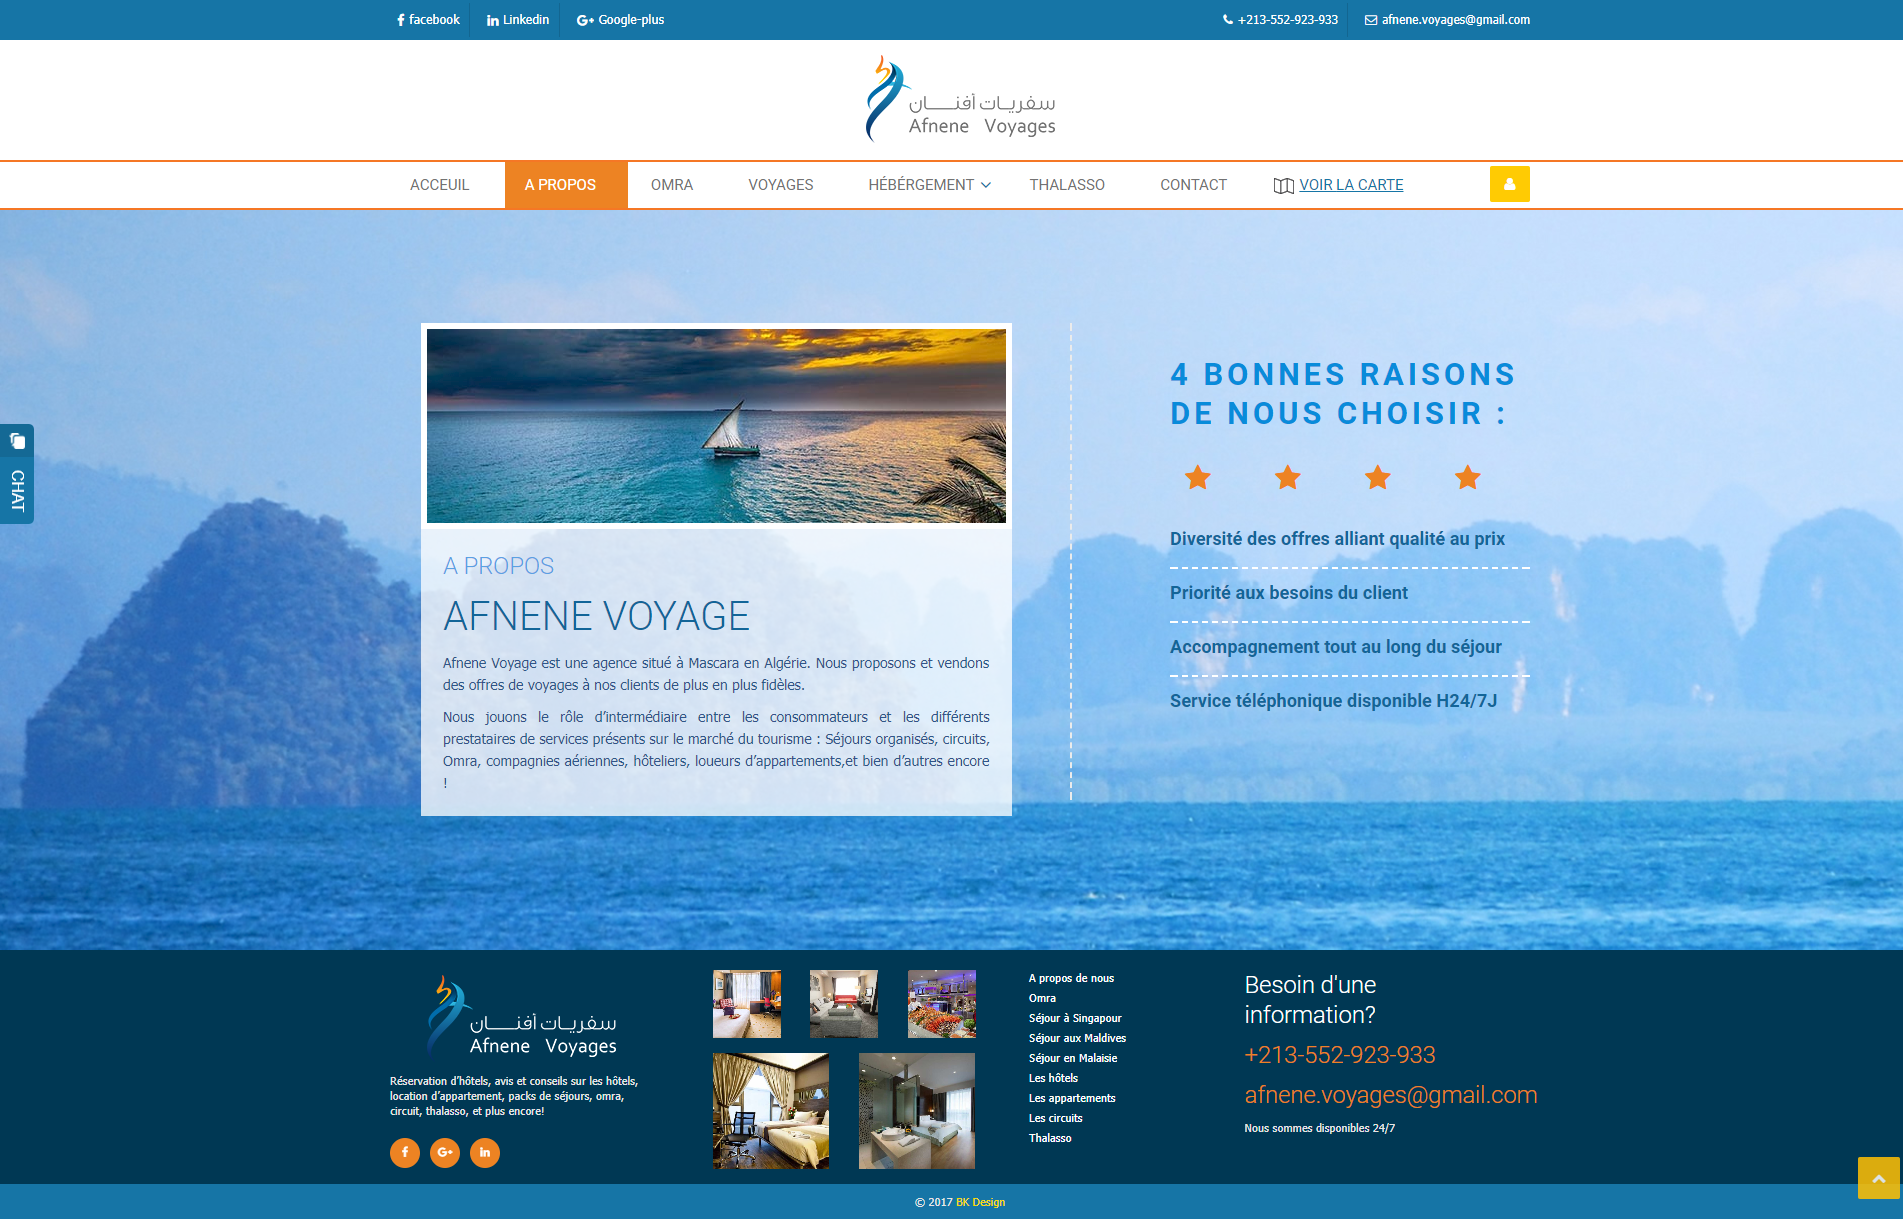 facebook
Linkedin
Google-plus
+213-552-923-933
afnene.voyages@gmail.com
سفريـات أفنـــــان
Afnene Voyages
ACCEUIL
A PROPOS
OMRA
VOYAGES
HÉBÉRGEMENT
THALASSO
CONTACT
VOIR LA CARTE
CHAT
A PROPOS
AFNENE VOYAGE
Afnene Voyage est une agence situé à Mascara en Algérie. Nous proposons et vendons
des offres de voyages à nos clients de plus en plus fidèles.
Nous jouons le rôle d’intermédiaire entre les consommateurs et les différents
prestataires de services présents sur le marché du tourisme : Séjours organisés, circuits,
Omra, compagnies aériennes, hôteliers, loueurs d’appartements,et bien d’autres encore
!
4 BONNES RAISONS
DE NOUS CHOISIR :
Diversité des offres alliant qualité au prix
Priorité aux besoins du client
Accompagnement tout au long du séjour
Service téléphonique disponible H24/7J
سفريـات أفنـــــان
Afnene Voyages
Réservation d’hôtels, avis et conseils sur les hôtels,
location d’appartement, packs de séjours, omra,
circuit, thalasso, et plus encore!
A propos de nous
Omra
Séjour à Singapour
Séjour aux Maldives
Séjour en Malaisie
Les hôtels
Les appartements
Les circuits
Thalasso
Besoin d'une
information?
+213-552-923-933
afnene.voyages@gmail.com
Nous sommes disponibles 24/7
© 2017 BK Design